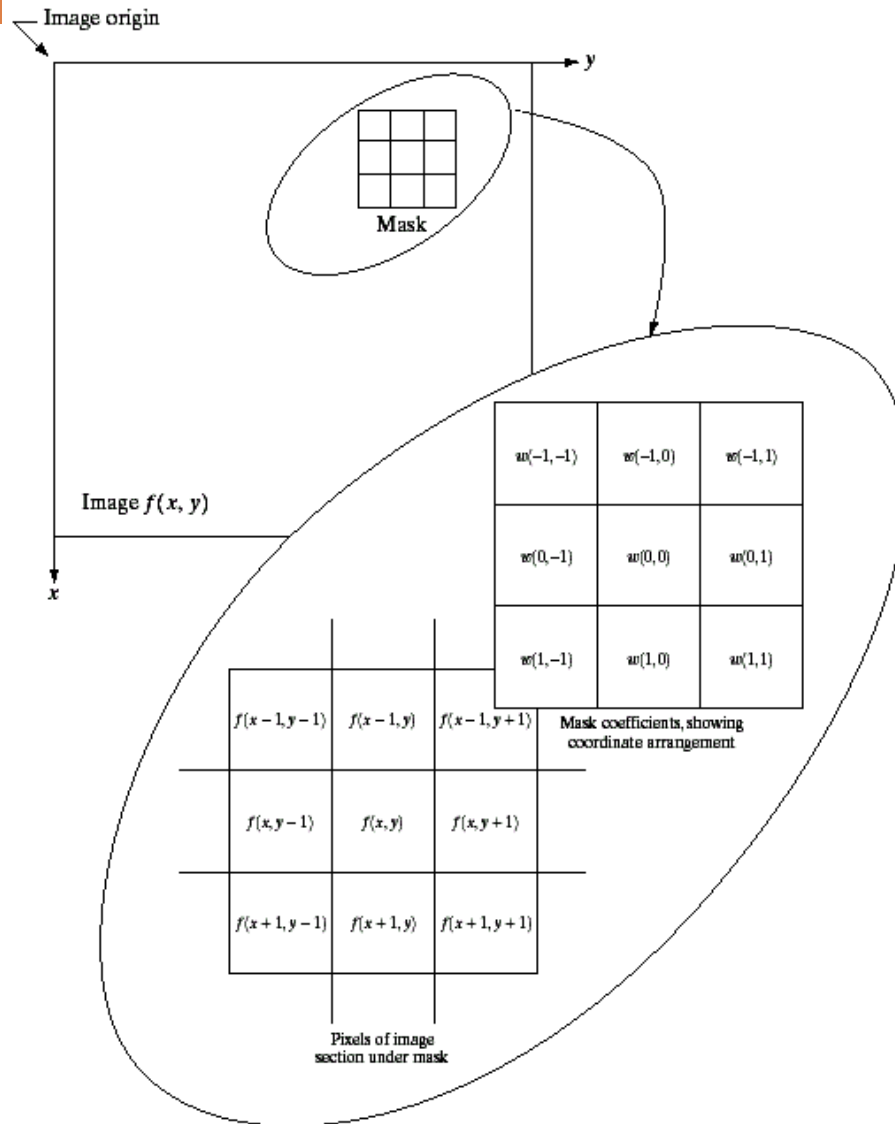 Image origin
y
Mask
w(−1,−1) w(−1,0) w(−1,1)
Image f(x, y)
w(0,−1) w(0,0) w(0,1)
x
w(1,−1) w(1,0) w(1,1)
f(x − 1, y − 1) f(x − 1, y) f(x − 1, y + 1)
Mask coefficients, showing
coordinate arrangement
f(x, y − 1) f(x, y) f(x, y + 1)
f(x + 1, y − 1) f(x + 1, y) f(x + 1, y + 1)
Pixels of image
section under mask